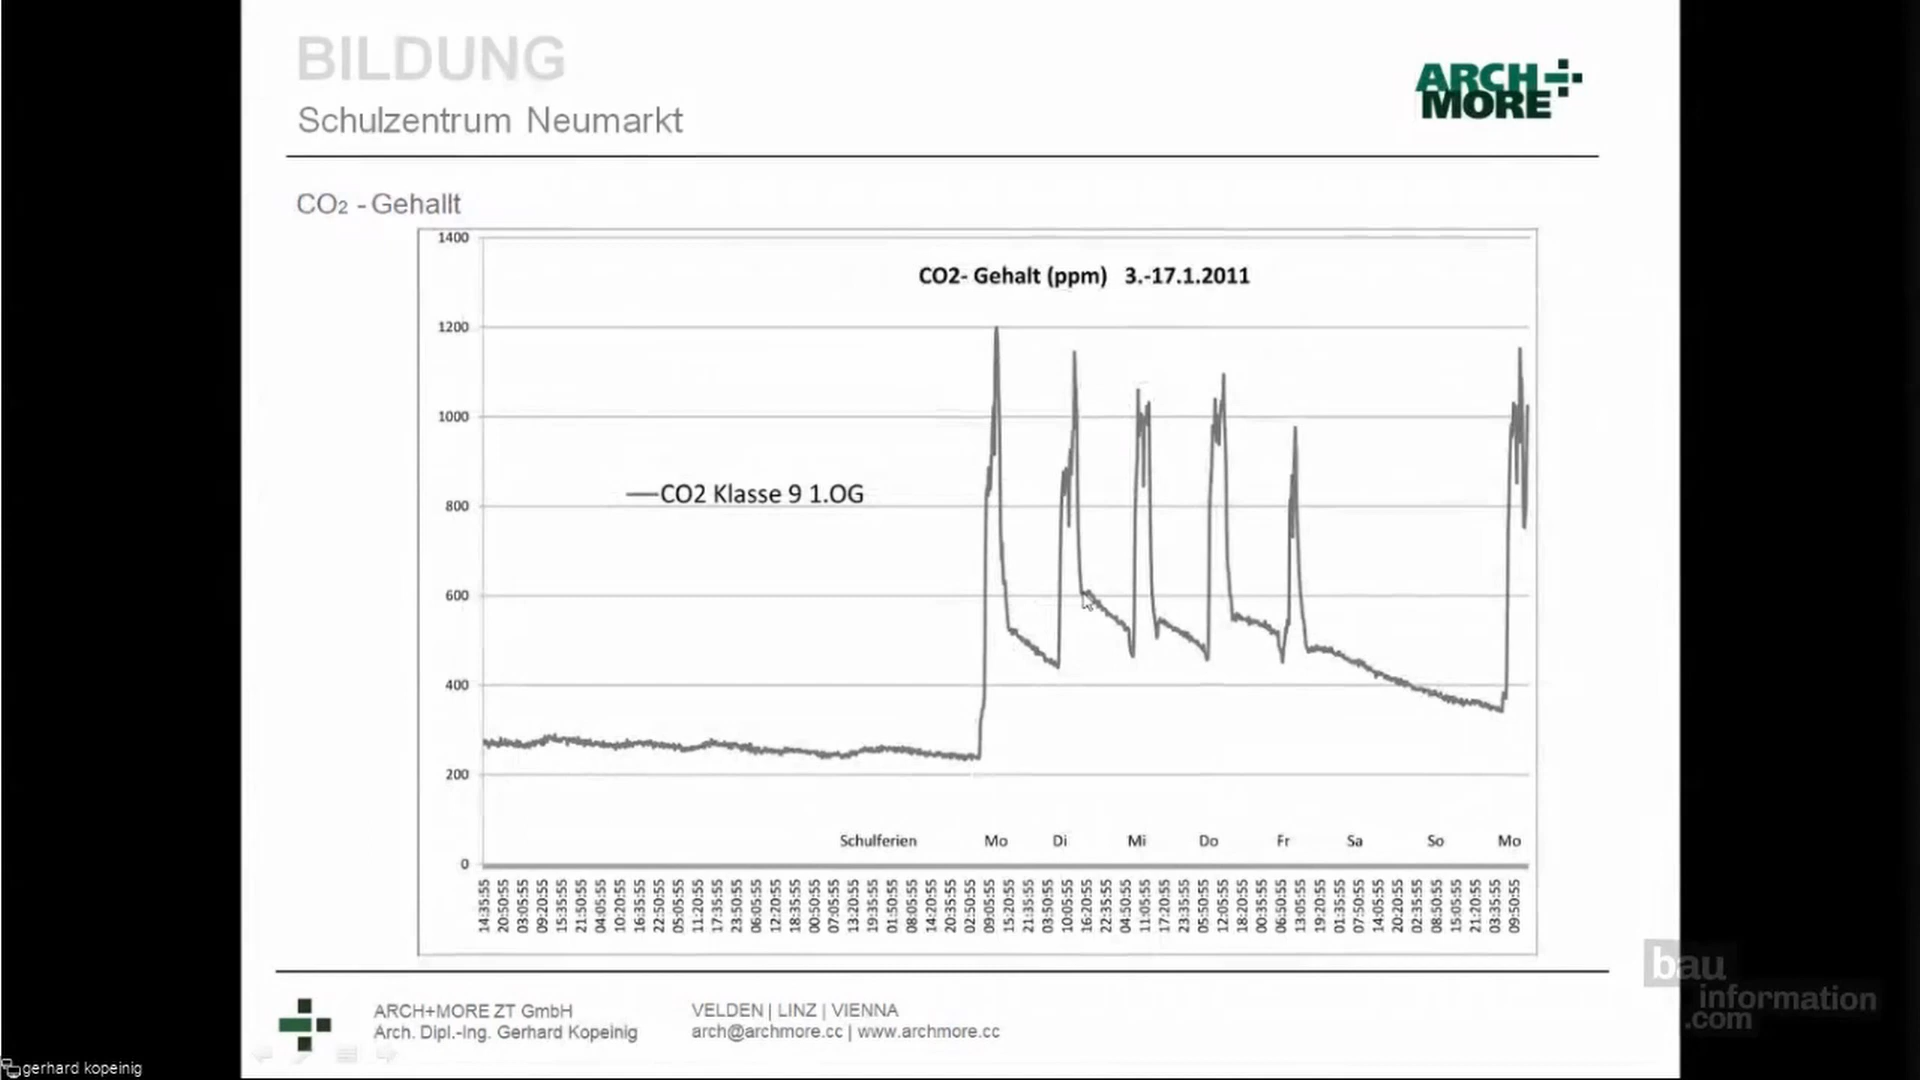 BILDUNG
Schulzentrum Neumarkt
ARCH
MORE
CO₂ - Gehallt
1400
CO2- Gehalt (ppm) 3.-17.1.2011
1200
1000
CO2 Klasse 9 1.OG
800
600
400
200
Schulferien Mo Di Mi Do Fr Sa So Mo
0
14:35:55 20:50:55 03:05:55 09:20:55 15:35:55 21:50:55 04:05:55 10:20:55 16:35:55 22:50:55 05:05:55 11:20:55 17:35:55 23:50:55 06:05:55 12:20:55 18:35:55 00:50:55 07:05:55 13:20:55 19:35:55 01:50:55 08:05:55 14:20:55 20:35:55 02:50:55 09:05:55 15:20:55 21:35:55 03:50:55 10:05:55 16:20:55 22:35:55 04:50:55 11:05:55 17:20:55 23:35:55 05:50:55 12:05:55 18:20:55 00:35:55 06:50:55 13:05:55 19:20:55 01:35:55 07:50:55 14:05:55 20:20:55 02:35:55 08:50:55 15:05:55 21:20:55 03:35:55 09:50:55
ARCH+MORE ZT GmbH
Arch. Dipl.-Ing. Gerhard Kopeinig
VELDEN | LINZ | VIENNA
arch@archmore.cc | www.archmore.cc
bau
information
.com
gerhard kopeinig